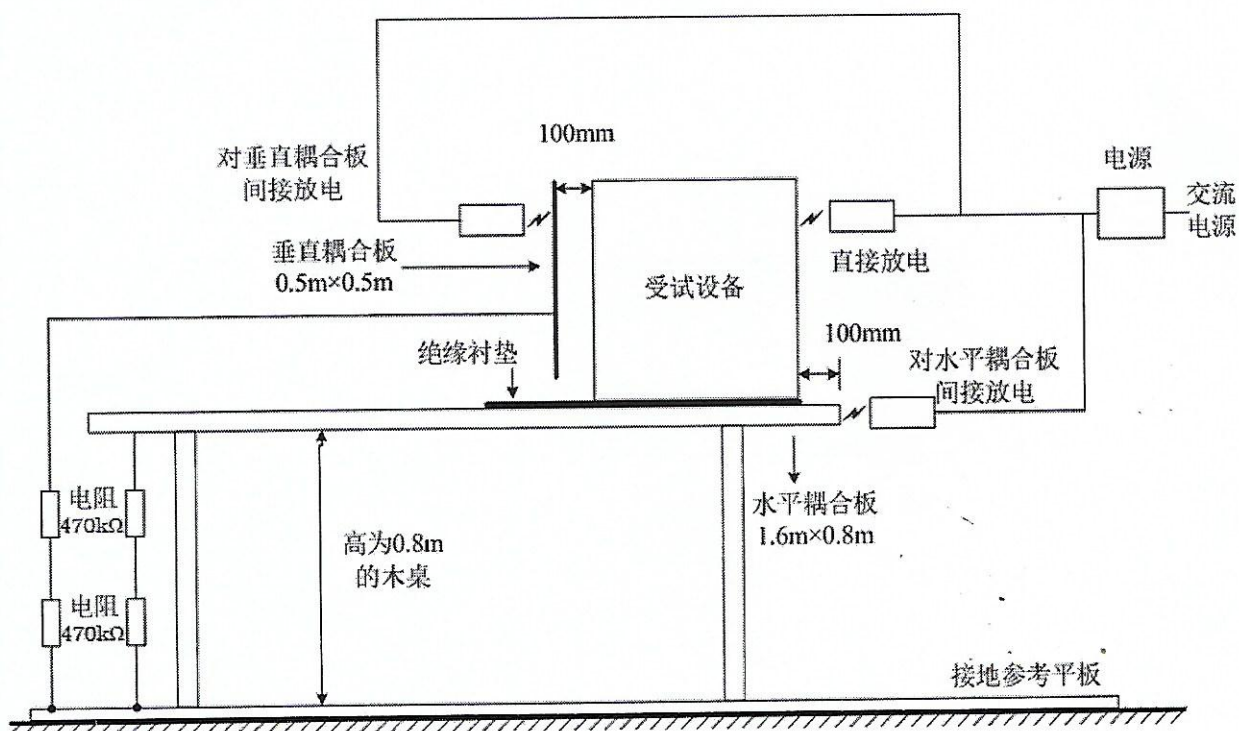 100mm
对垂直耦合板
间接放电
电源
交流
电源
垂直耦合板
0.5m×0.5m
直接放电
受试设备
100mm
绝缘衬垫
对水平耦合板
间接放电
电阻
470kΩ
水平耦合板
1.6m×0.8m
高为0.8m
的木桌
电阻
470kΩ
接地参考平板